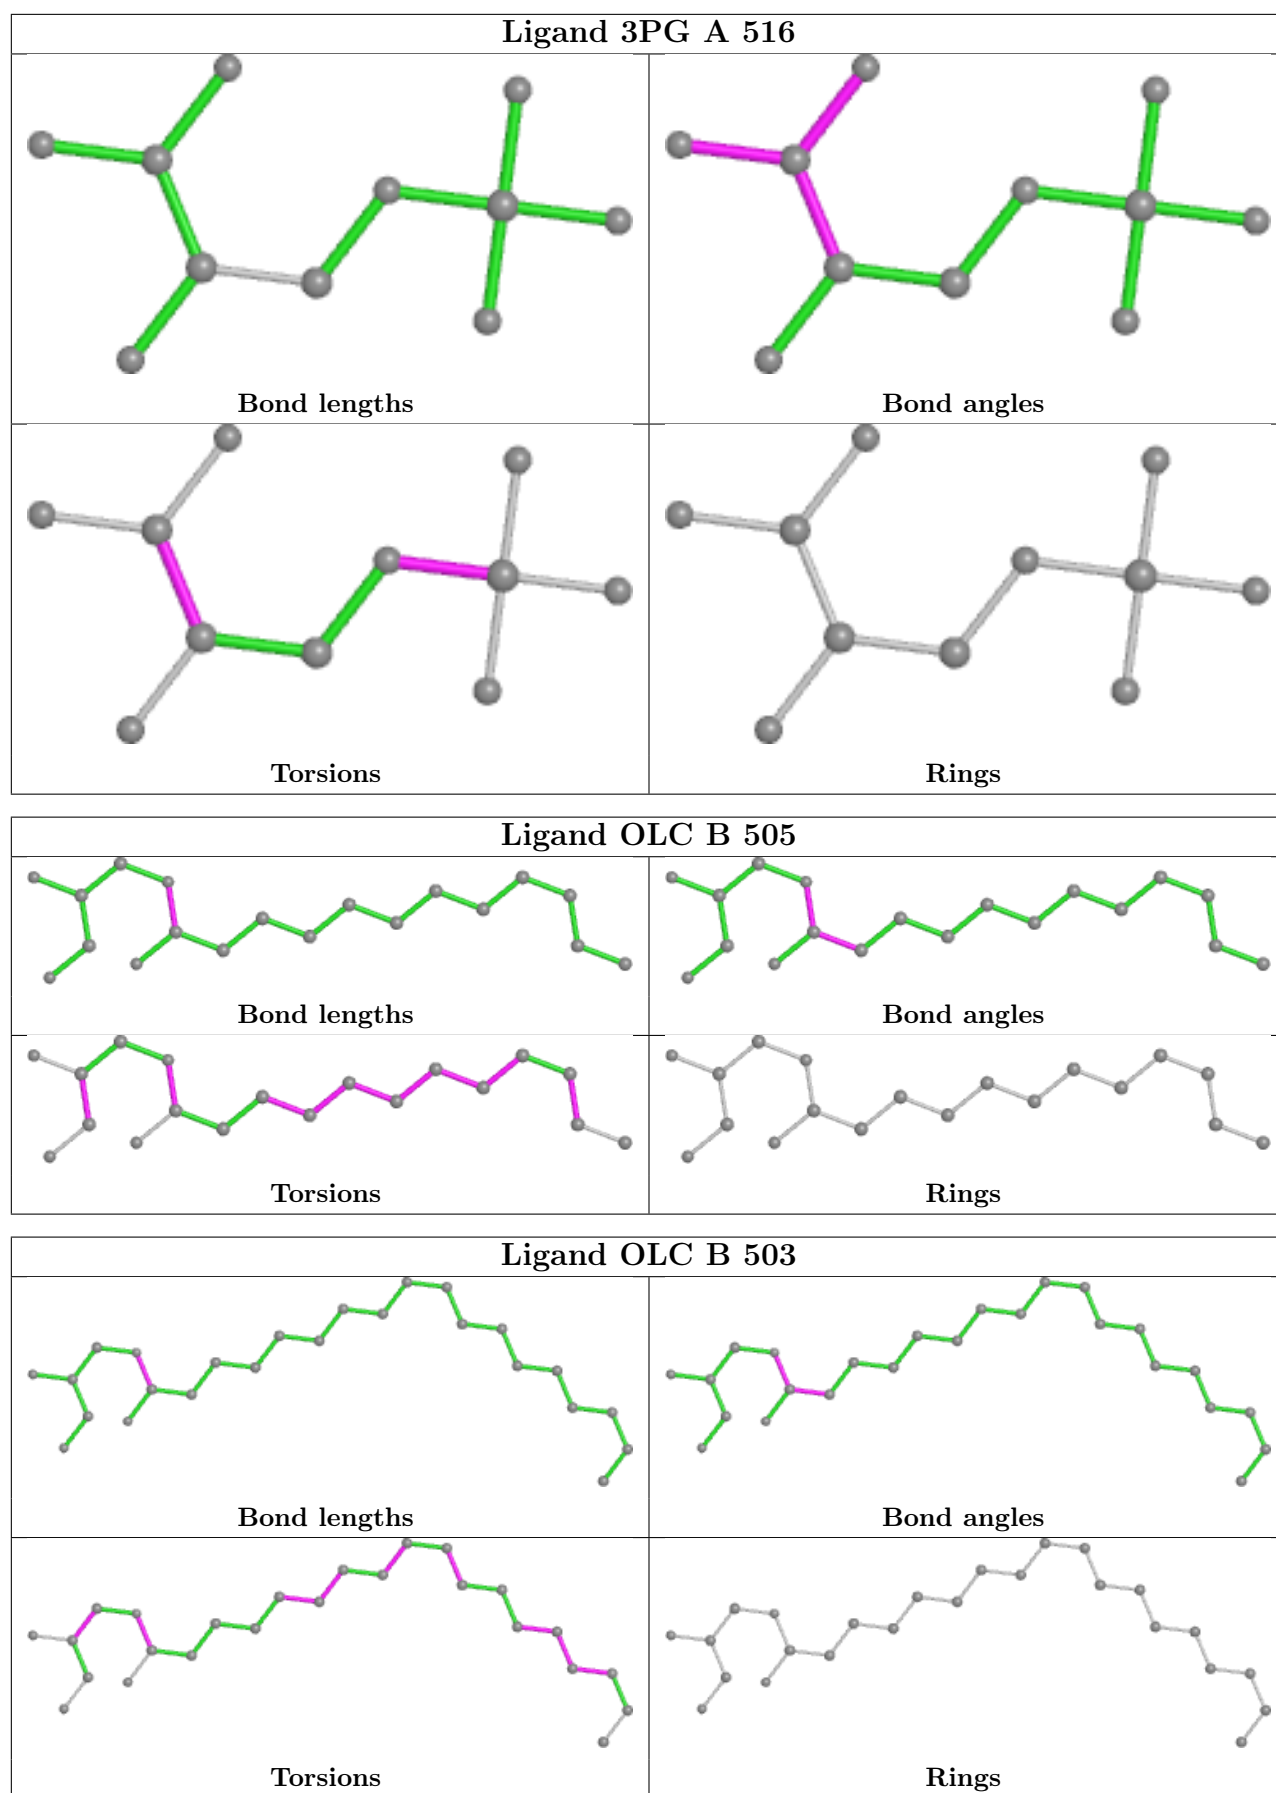 Ligand 3PG A 516
Bond lengths
Bond angles
Torsions
Rings
Ligand OLC B 505
Bond lengths
Bond angles
Torsions
Rings
Ligand OLC B 503
Bond lengths
Bond angles
Torsions
Rings